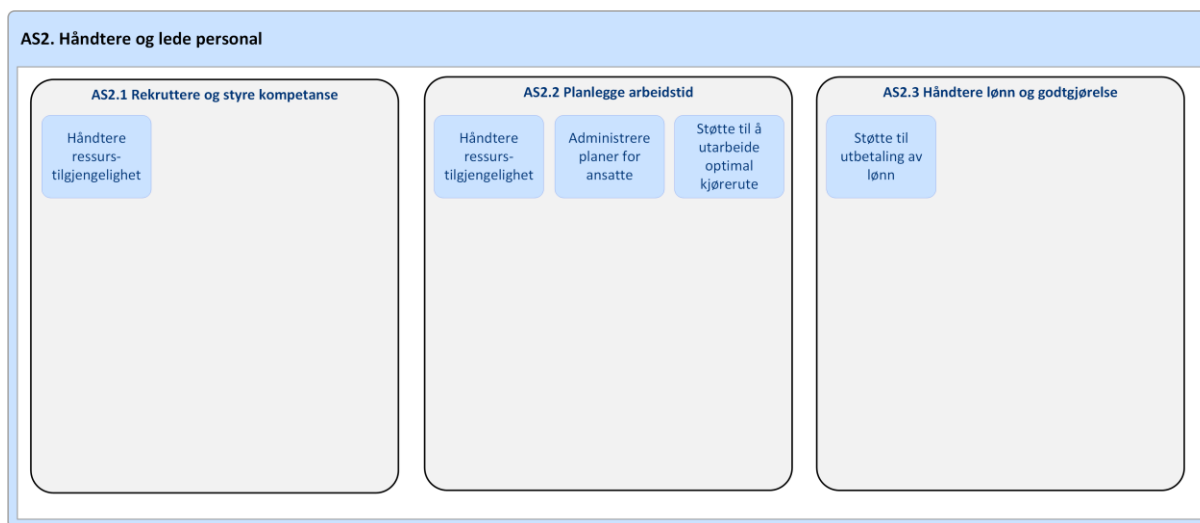 AS2. Håndtere og lede personal
AS2.1 Rekruttere og styre kompetanse
Håndtere
ressurs-
tilgjengelighet
AS2.2 Planlegge arbeidstid
Håndtere
ressurs-
tilgjengelighet
Administrere
planer for
ansatte
Støtte til å
utarbeide
optimal
kjørerute
AS2.3 Håndtere lønn og godtgjørelse
Støtte til
utbetaling av
lønn